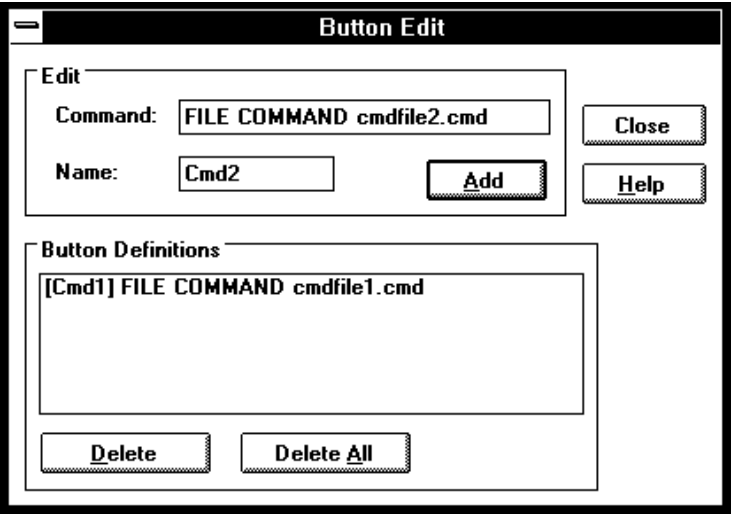 Button Edit
Edit
Command: FILE COMMAND cmdfile2.cmd
Close
Name: Cmd2
Add
Help
Button Definitions
[Cmd1] FILE COMMAND cmdfile1.cmd
Delete
Delete All